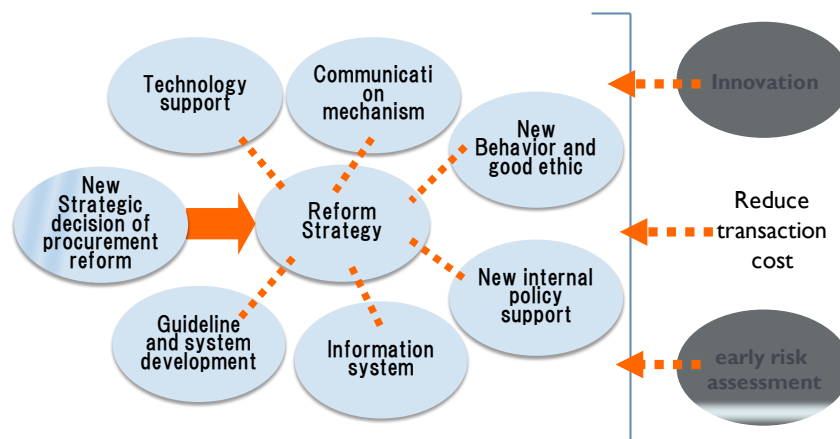 Technology
support
Communicati
on
mechanism
New
Behavior and
good ethic
Innovation
New
Strategic
decision of
procurement
reform
Reform
Strategy
Reduce
transaction
cost
New internal
policy
support
Guideline
and system
development
Information
system
early risk
assessment